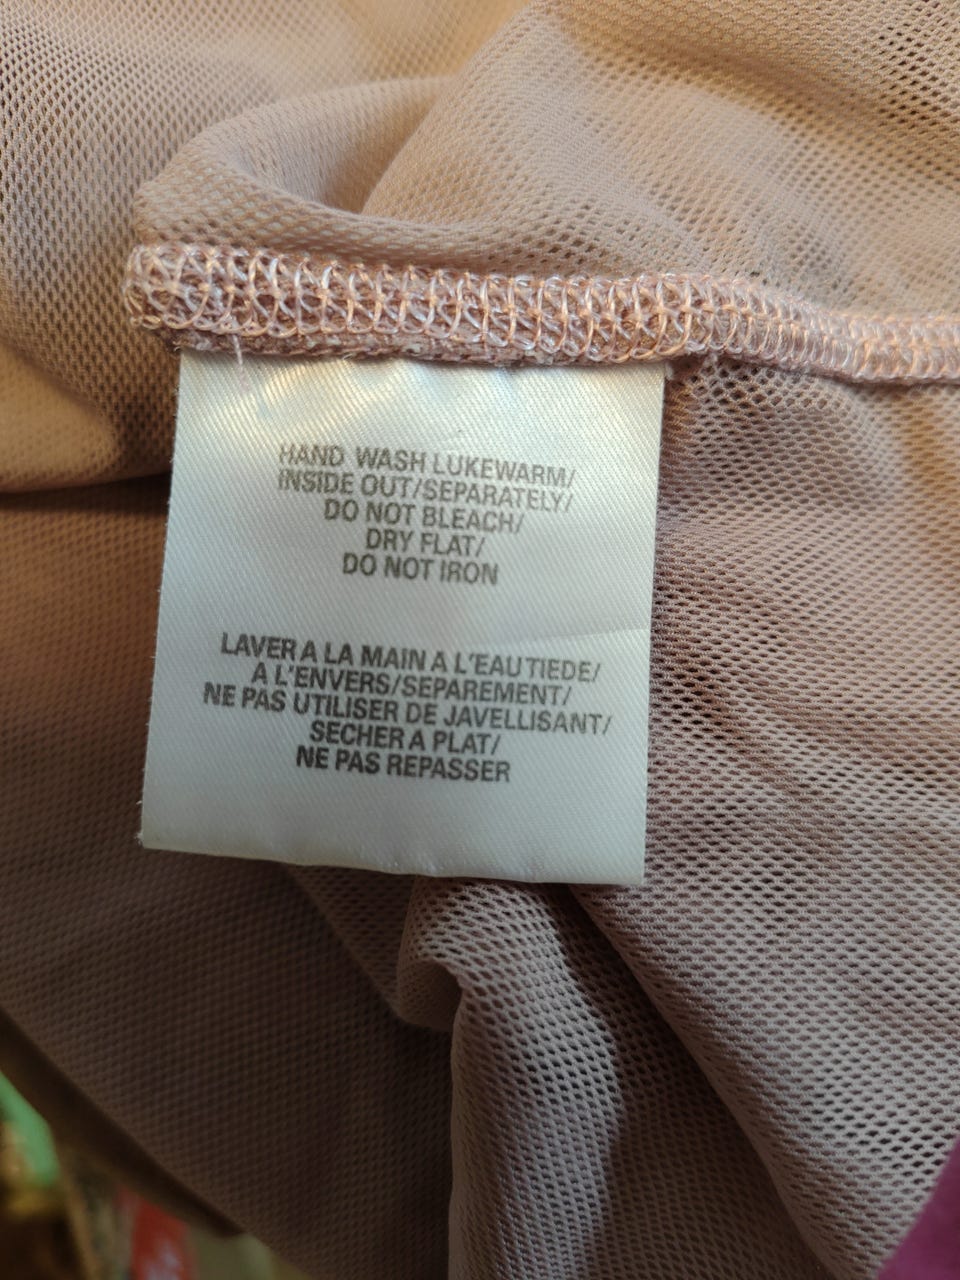 HAND WASH LUKEWARM/
INSIDE OUT/SEPARATELY/
DO NOT BLEACH/
DRY FLAT/
DO NOT IRON
LAVER A LA MAIN A L'EAU TIEDE/
A L'ENVERS/SEPAREMENT/
NE PAS UTILISER DE JAVELLISANT/
SECHER A PLAT/
NE PAS REPASSER